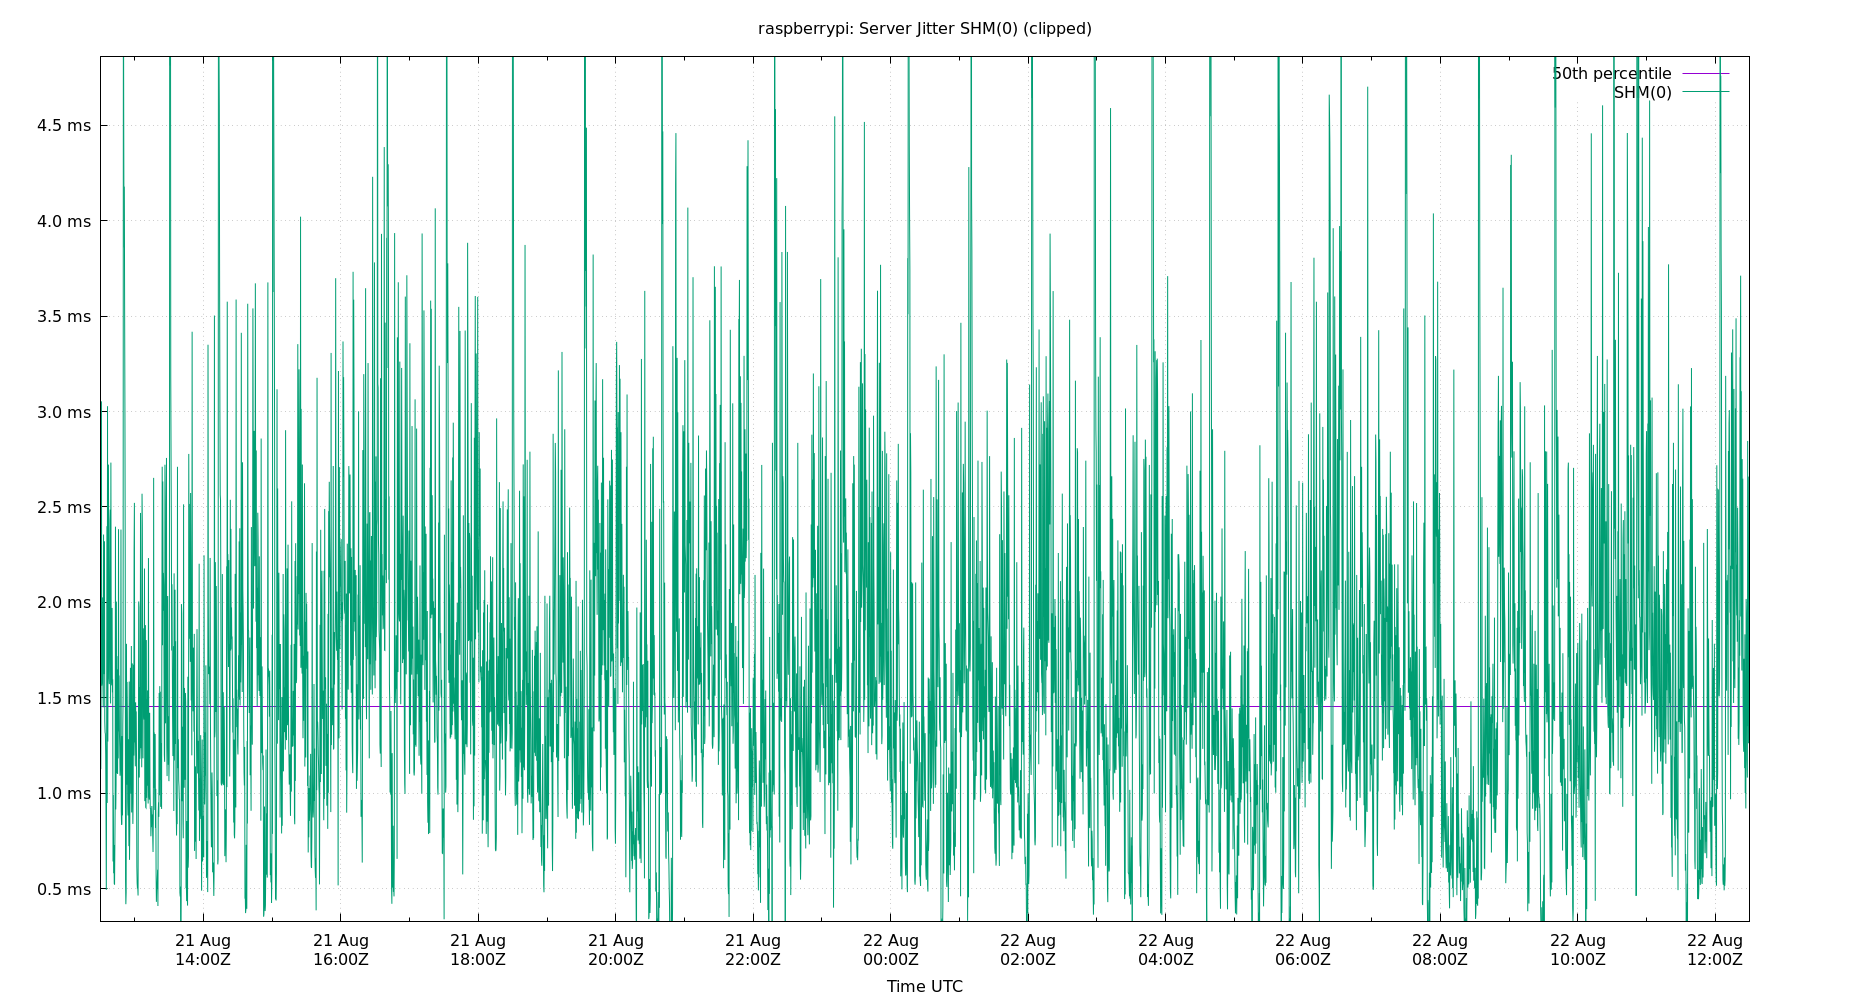 raspberrypi: Server Jitter SHM(0) (clipped)
50th percentile
SHM(0)
4.5 ms
4.0 ms
3.5 ms
3.0 ms
2.5 ms
2.0 ms
1.5 ms
1.0 ms
0.5 ms
21 Aug 21 Aug 21 Aug 21 Aug 21 Aug 22 Aug 22 Aug 22 Aug 22 Aug 22 Aug 22 Aug 22 Aug
14:00Z 16:00Z 18:00Z 20:00Z 22:00Z 00:00Z 02:00Z 04:00Z 06:00Z 08:00Z 10:00Z 12:00Z
Time UTC